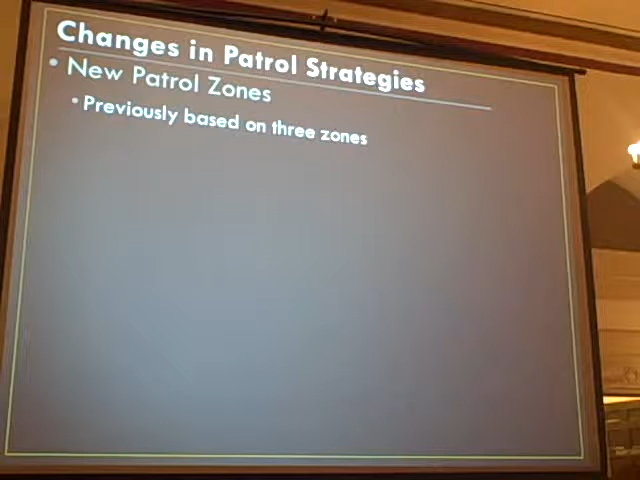 Changes in Patrol Strategies
• New Patrol Zones
• Previously based on three zones